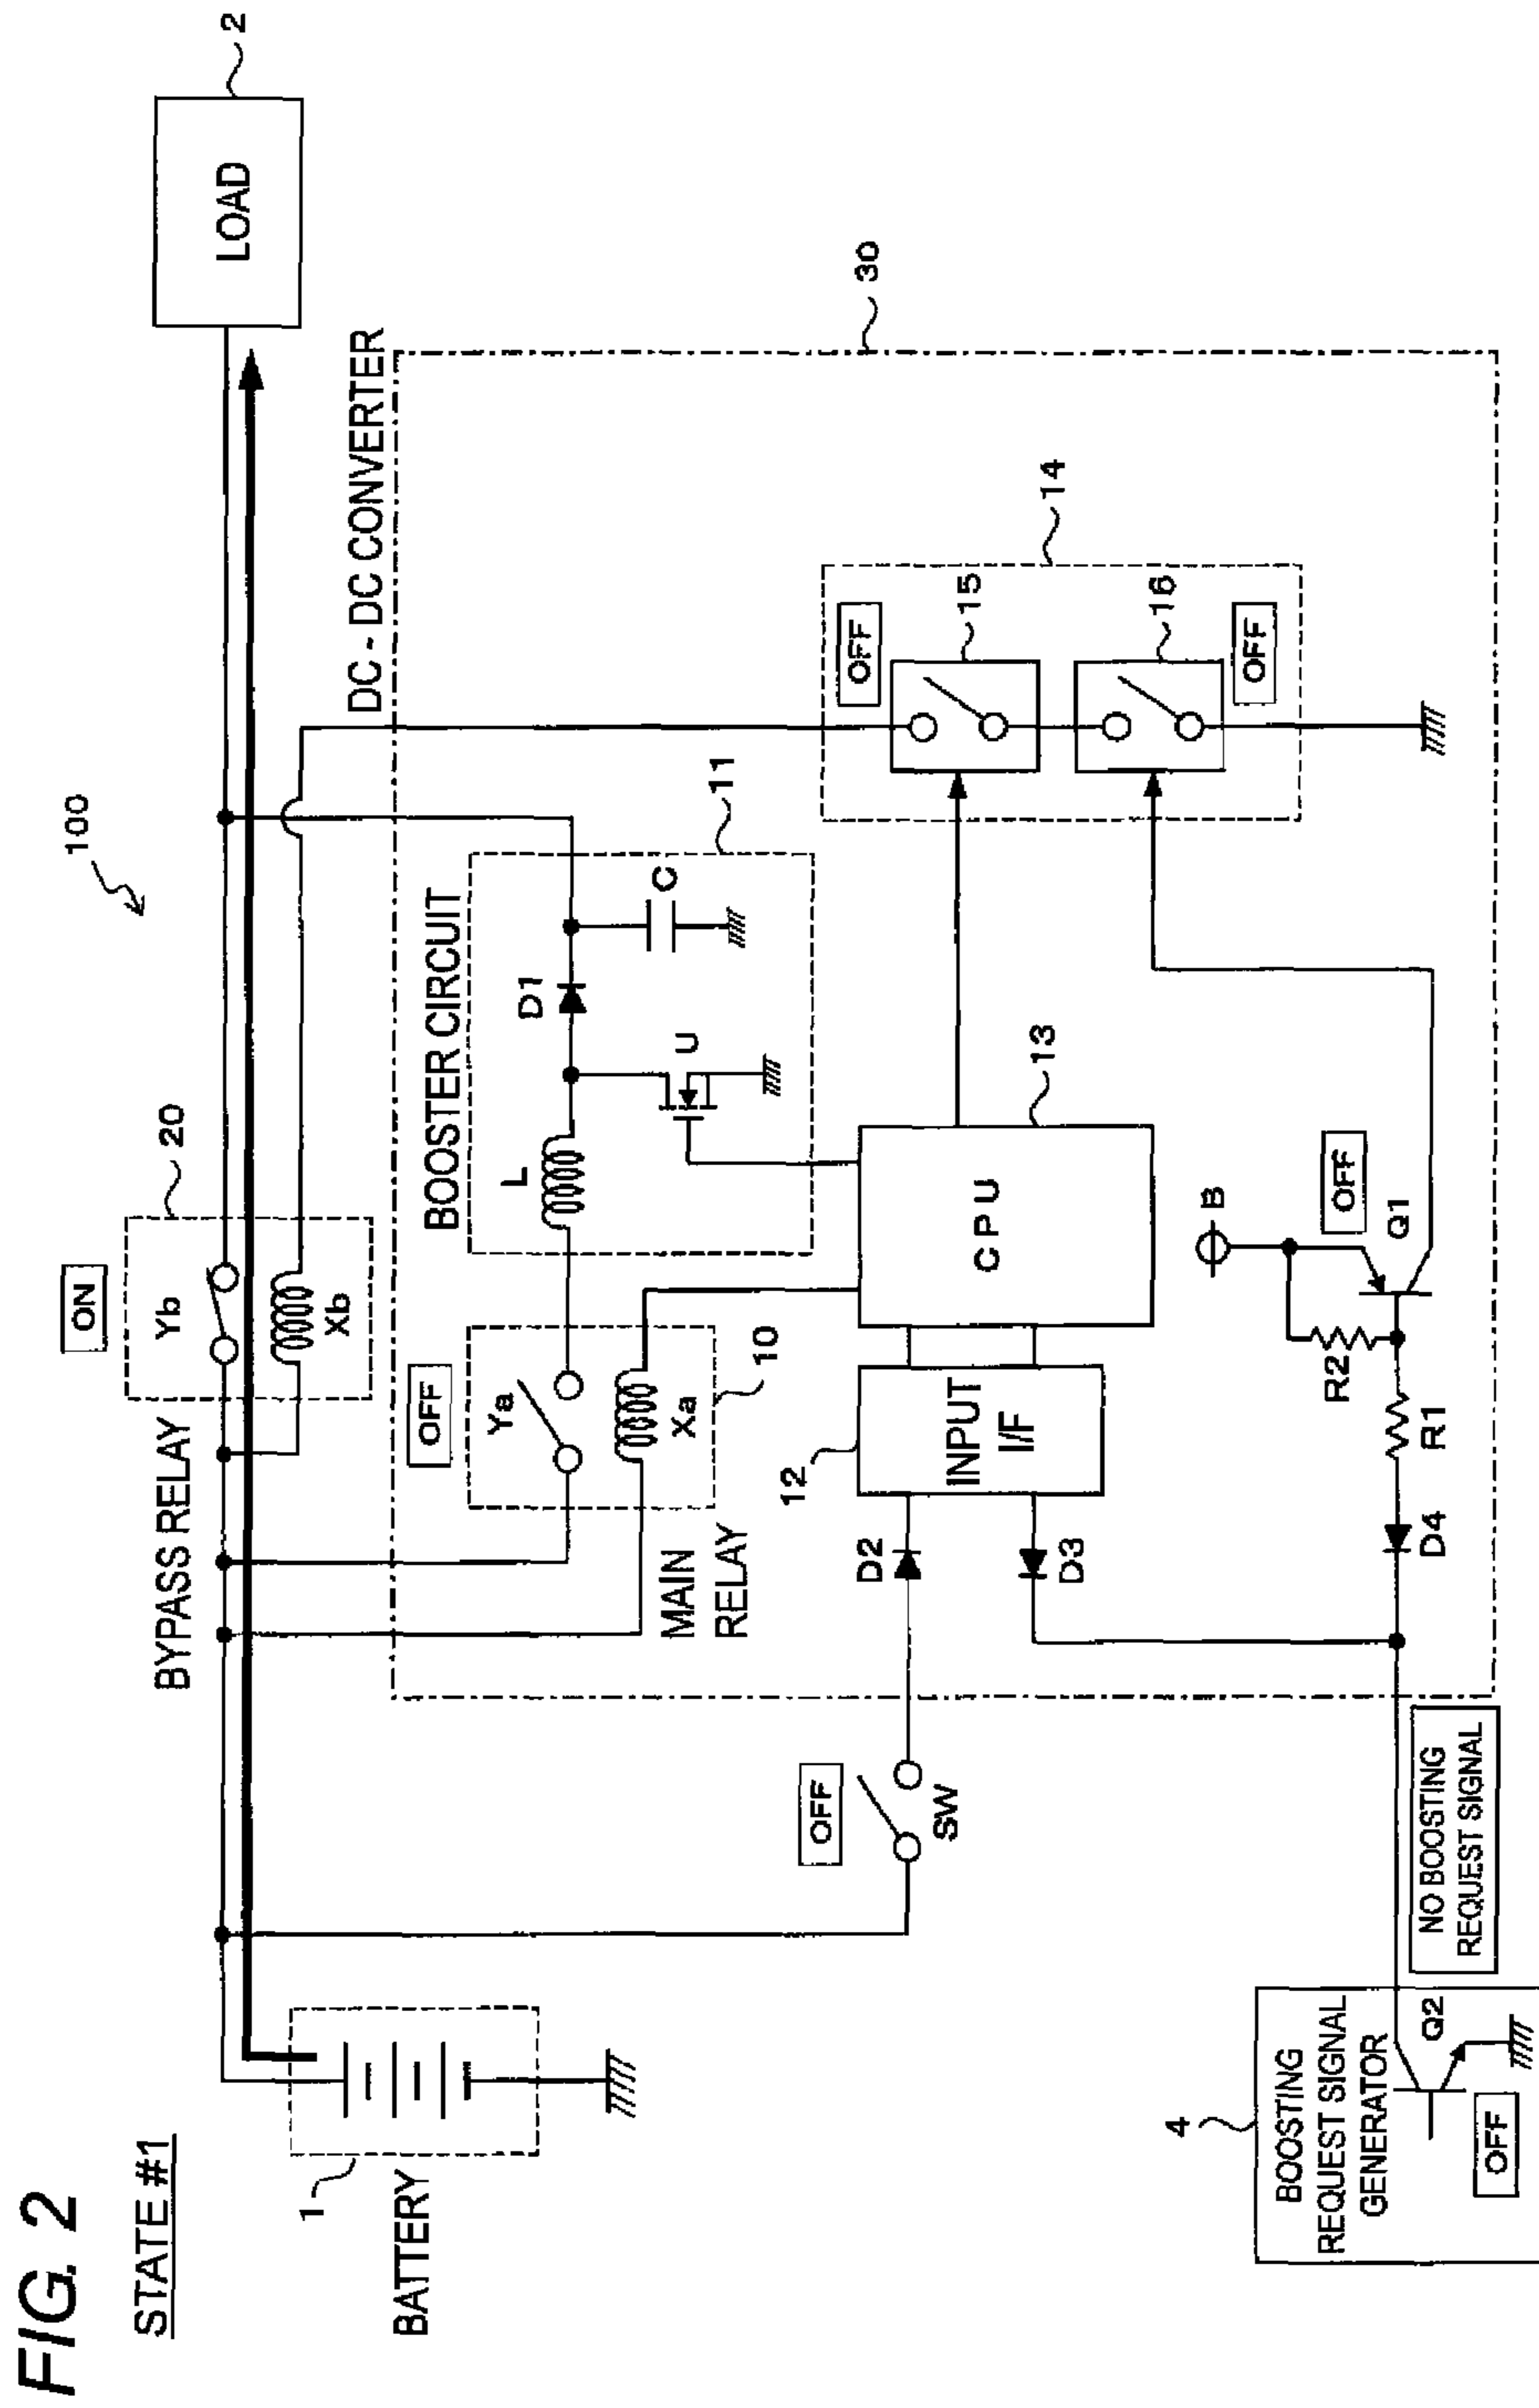 FIG. 2
STATE #1
100
ON
20
Yb
Xb
BYPASS RELAY
LOAD
2
DC - DC CONVERTER
30
BATTERY
1
OFF
Ya
Xa
10
MAIN
RELAY
BOOSTER CIRCUIT
11
L
D1
C
U
OFF
SW
D2
D3
12
INPUT
I/F
CPU
13
14
OFF
15
16
OFF
B
OFF
Q1
R2
R1
D4
NO BOOSTING
REQUEST SIGNAL
4
BOOSTING
REQUEST SIGNAL
GENERATOR
Q2
OFF